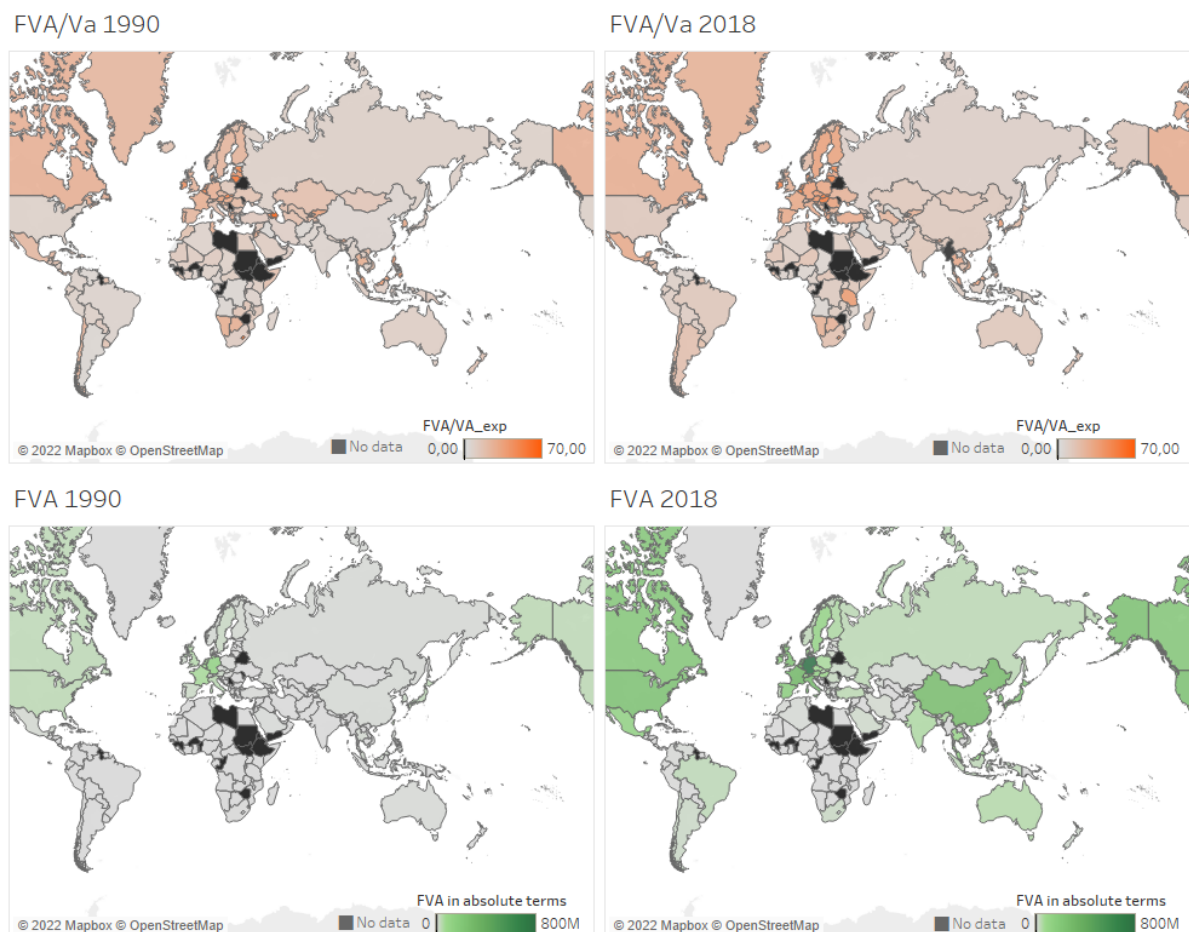 FVA/Va 1990
FVA/Va 2018
FVA/VA_exp
No data 0,00 70,00
© 2022 Mapbox © OpenStreetMap
FVA/VA_exp
No data 0,00 70,00
© 2022 Mapbox © OpenStreetMap
FVA 1990
FVA 2018
FVA in absolute terms
No data 0 800M
© 2022 Mapbox © OpenStreetMap
FVA in absolute terms
No data 0 800M
© 2022 Mapbox © OpenStreetMap